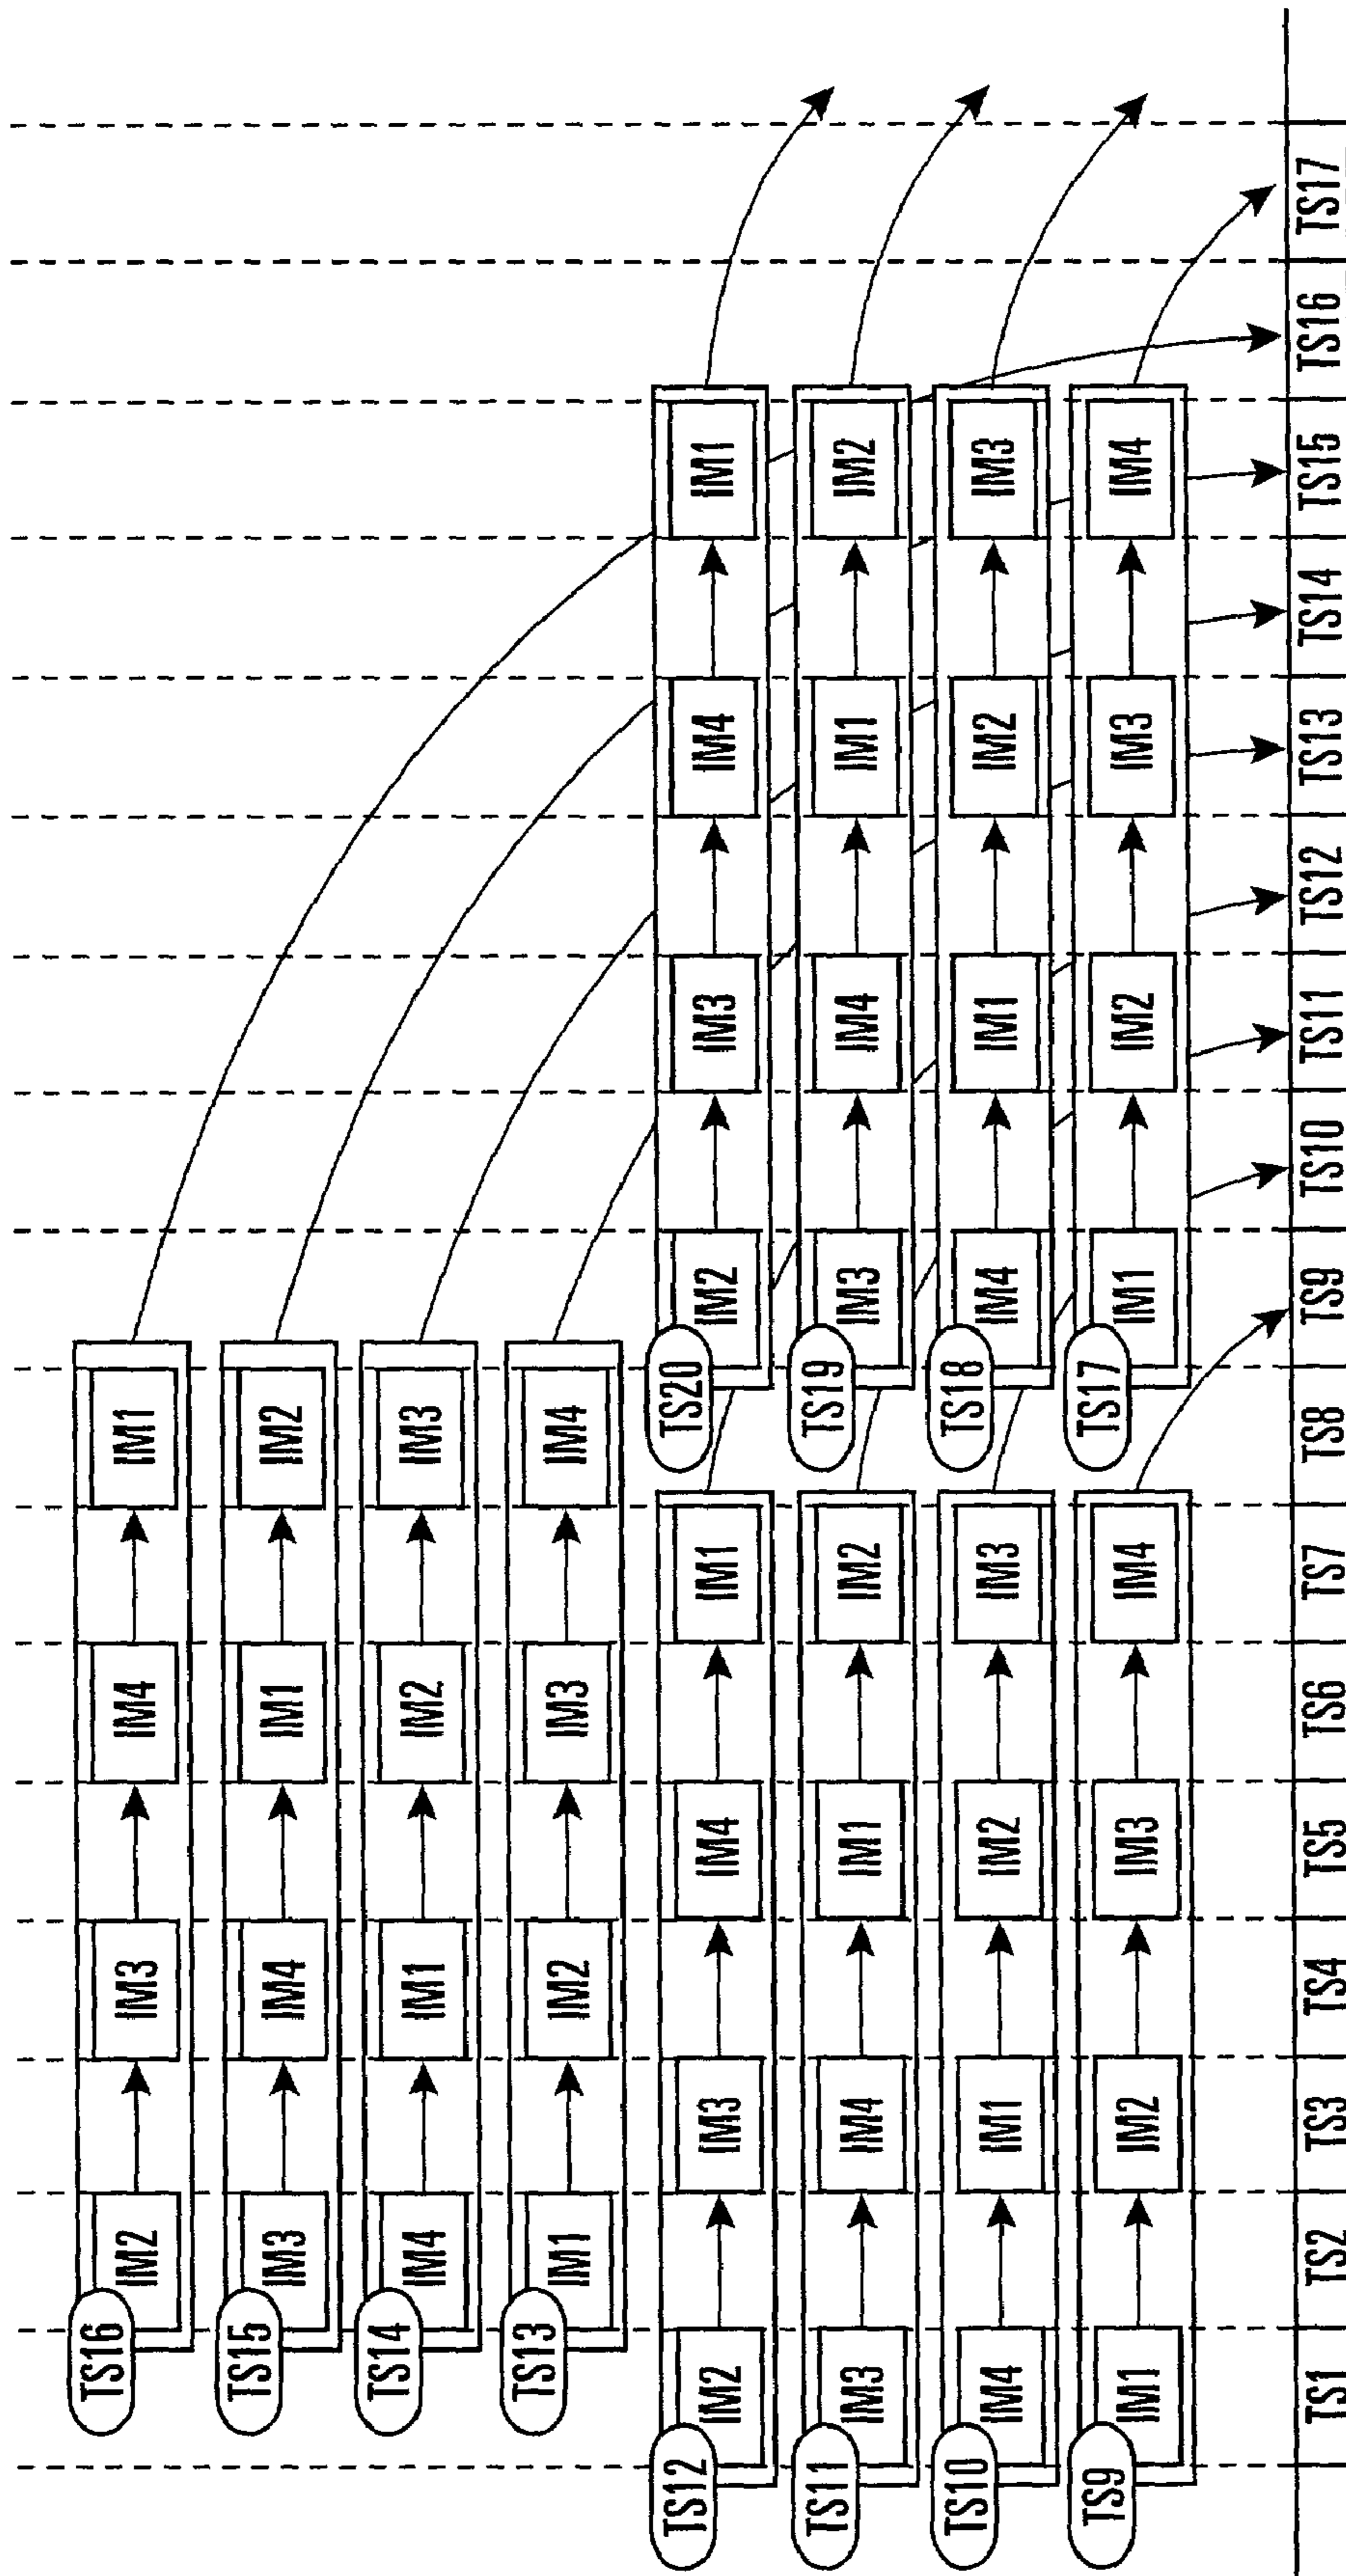 TS16
IM2 IM3 IM4 IM1
TS15
IM3 IM4 IM1 IM2
TS14
IM4 IM1 IM2 IM3
TS13
IM1 IM2 IM3 IM4
TS12
IM2 IM3 IM4 IM1
TS20
IM2 IM3 IM4 IM1
TS11
IM3 IM4 IM1 IM2
TS19
IM3 IM4 IM1 IM2
TS10
IM4 IM1 IM2 IM3
TS18
IM4 IM1 IM2 IM3
TS9
IM1 IM2 IM3 IM4
TS17
IM1 IM2 IM3 IM4
TS1 TS2 TS3 TS4 TS5 TS6 TS7 TS8 TS9 TS10 TS11 TS12 TS13 TS14 TS15 TS16 TS17